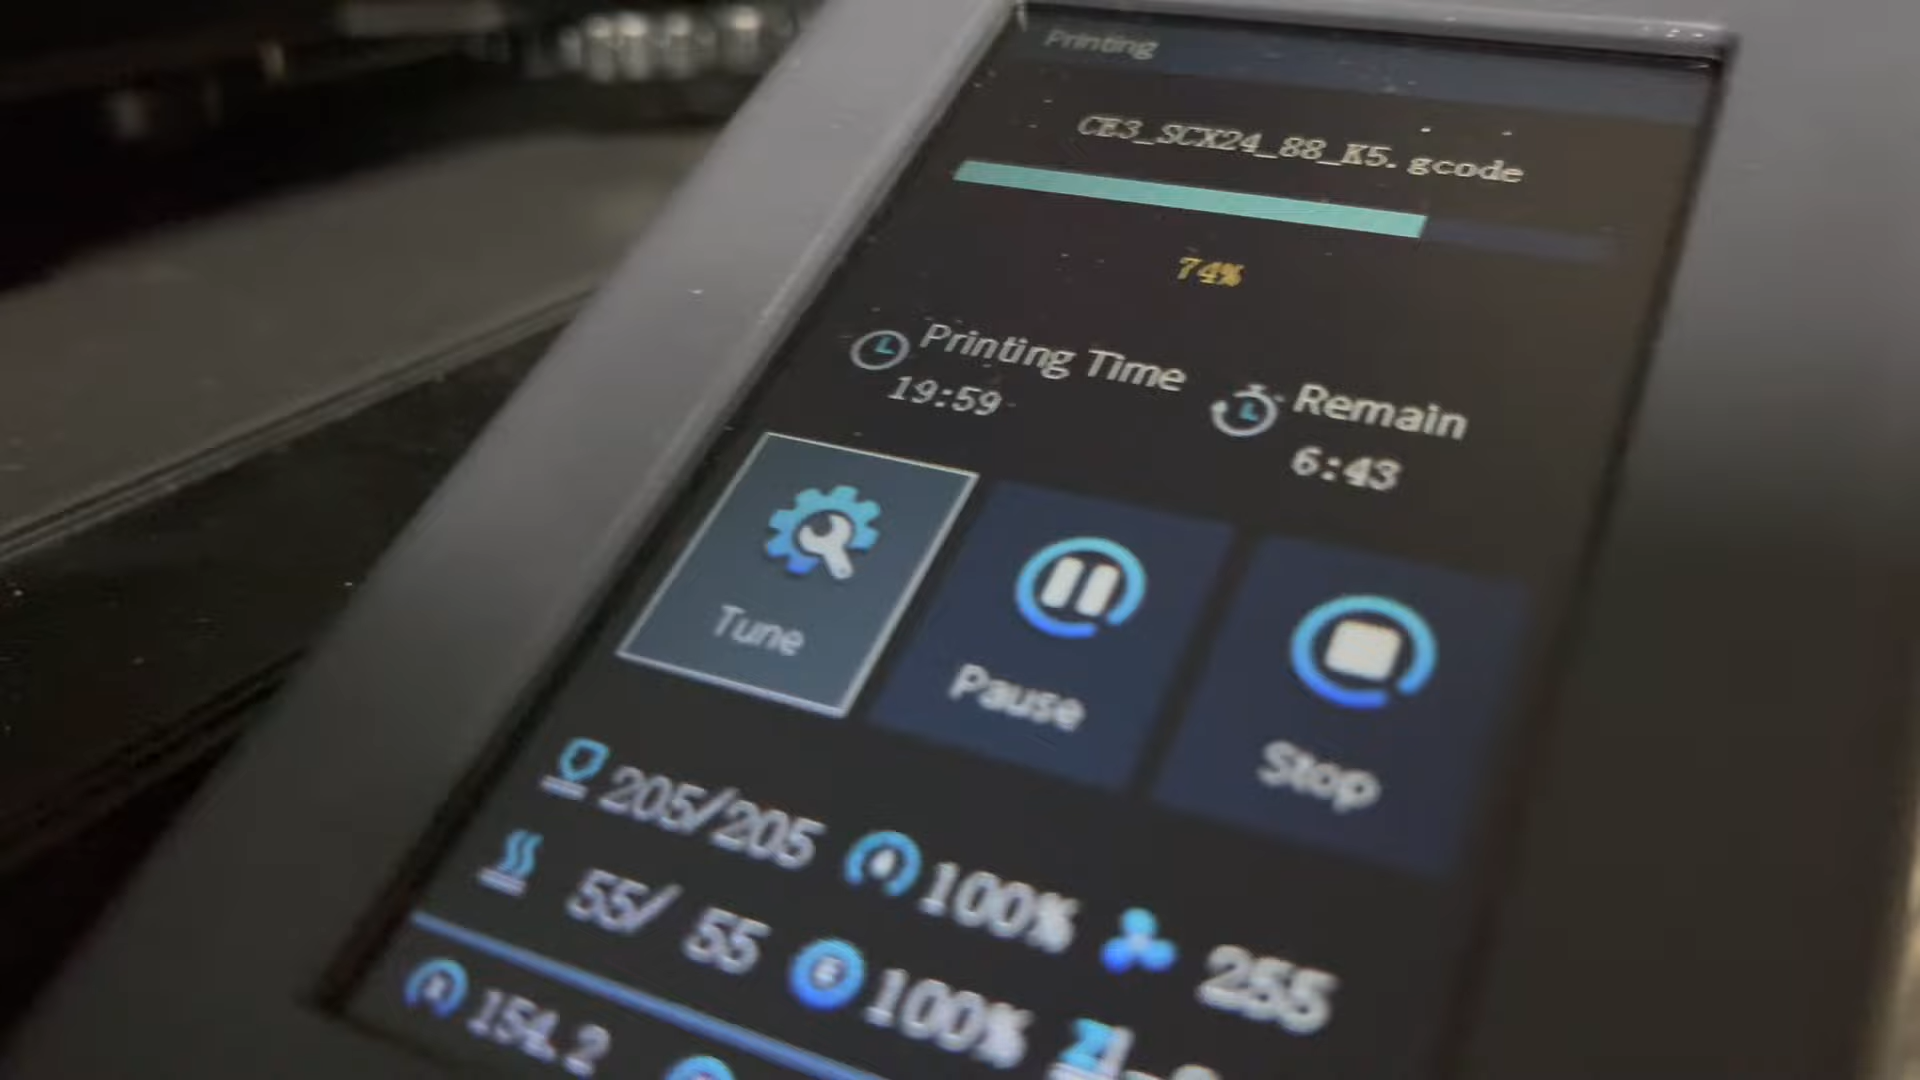 Printing
CE3_SCX24_88_K5.gcode
74%
Printing Time
19:59
Remain
6:43
Tune
Pause
Stop
205/205 100% 255
55/ 55 100%
154.2